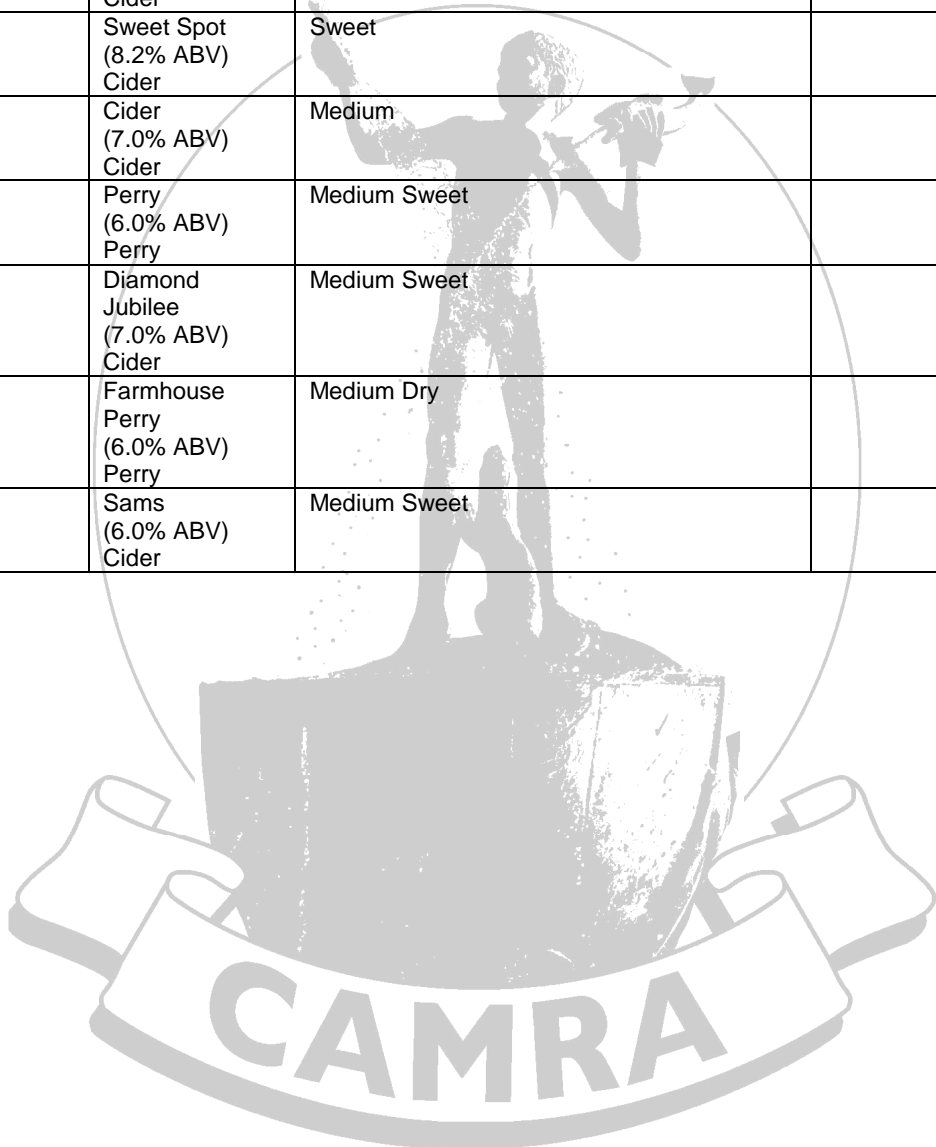 Cider
Sweet Spot
(8.2% ABV)
Cider
Sweet
Cider
(7.0% ABV)
Cider
Medium
Perry
(6.0% ABV)
Perry
Medium Sweet
Diamond
Jubilee
(7.0% ABV)
Cider
Medium Sweet
Farmhouse
Perry
(6.0% ABV)
Perry
Medium Dry
Sams
(6.0% ABV)
Cider
Medium Sweet
CAMRA